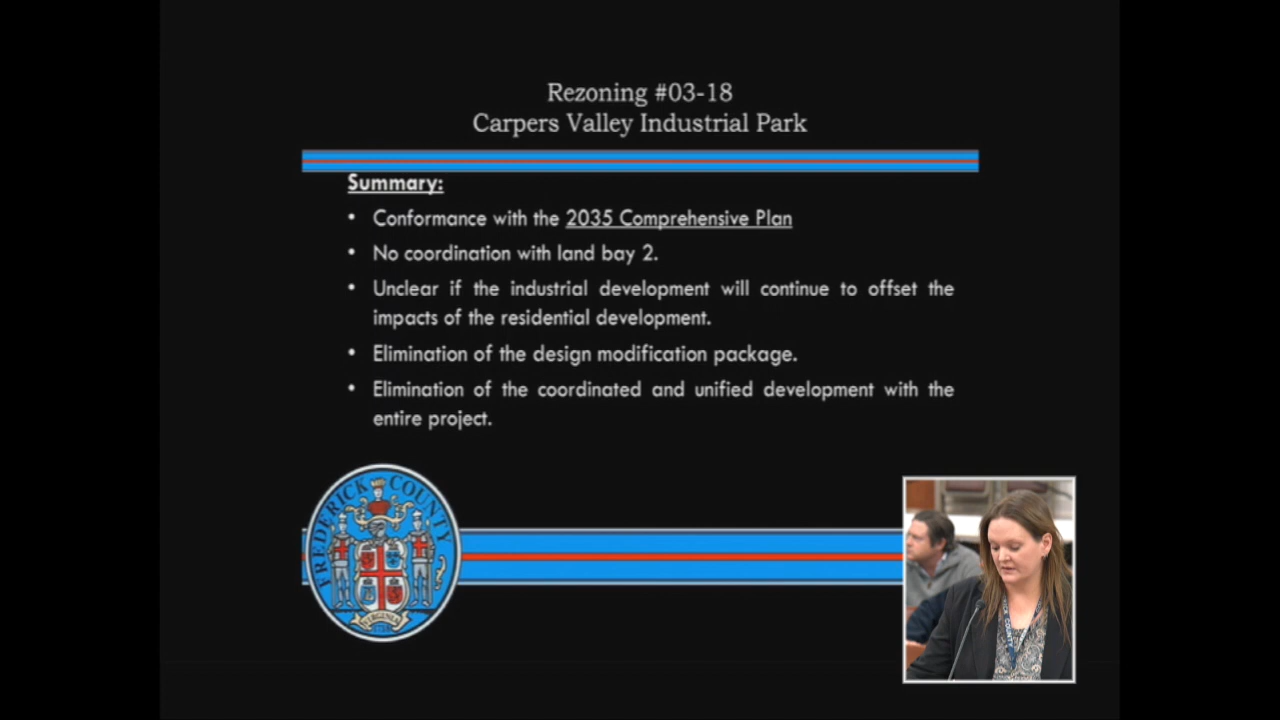 Rezoning #03-18
Carpers Valley Industrial Park
Summary:
• Conformance with the 2035 Comprehensive Plan
• No coordination with land bay 2.
• Unclear if the industrial development will continue to offset the
impacts of the residential development.
• Elimination of the design modification package.
• Elimination of the coordinated and unified development with the
entire project.
FREDERICK COUNTY
VIRGINIA